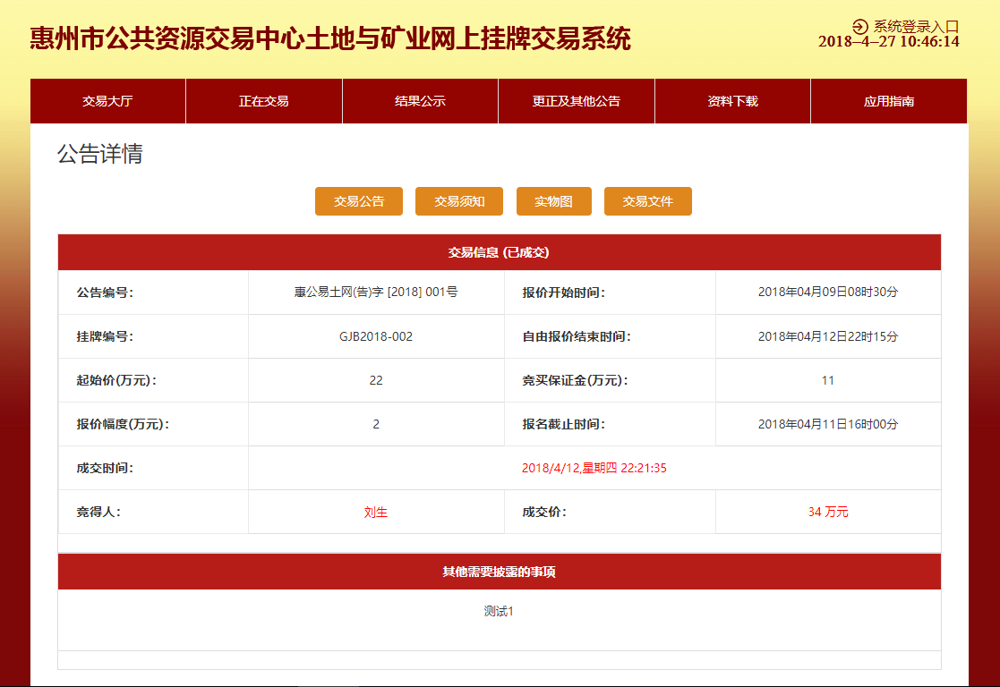 惠州市公共资源交易中心土地与矿业网上挂牌交易系统
系统登录入口
2018–4–27 10:46:14
交易大厅 正在交易 结果公示 更正及其他公告 资料下载 应用指南
公告详情
交易公告 交易须知 实物图 交易文件
交易信息 (已成交)
公告编号: 惠公易土网(告)字 [2018] 001号 报价开始时间: 2018年04月09日08时30分
挂牌编号: GJB2018-002 自由报价结束时间: 2018年04月12日22时15分
起始价(万元): 22 竞买保证金(万元): 11
报价幅度(万元): 2 报名截止时间: 2018年04月11日16时00分
成交时间: 2018/4/12,星期四 22:21:35
竞得人: 刘生 成交价: 34 万元
其他需要披露的事项
测试1